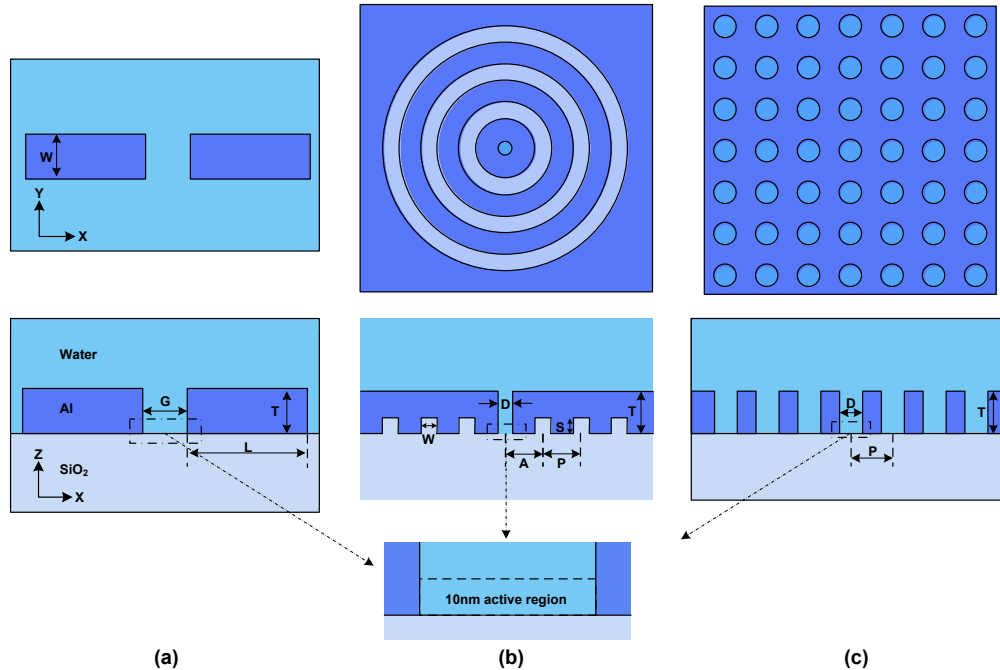 W
Y
X
Water
Al
G
T
L
SiO₂
Z
X
D
T
W
S
A
P
D
T
P
10nm active region
(a)
(b)
(c)